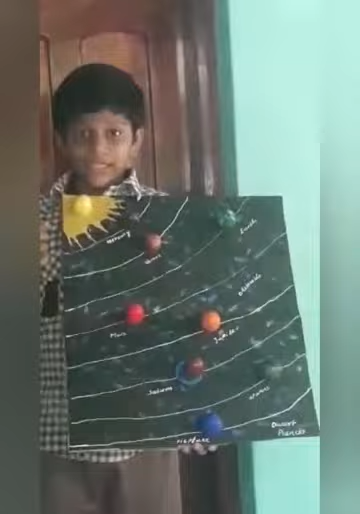 Mercury
Venus
Earth
Mars
Asteroids
Jupiter
Saturn
Uranus
Neptune
Dwarf
Planets